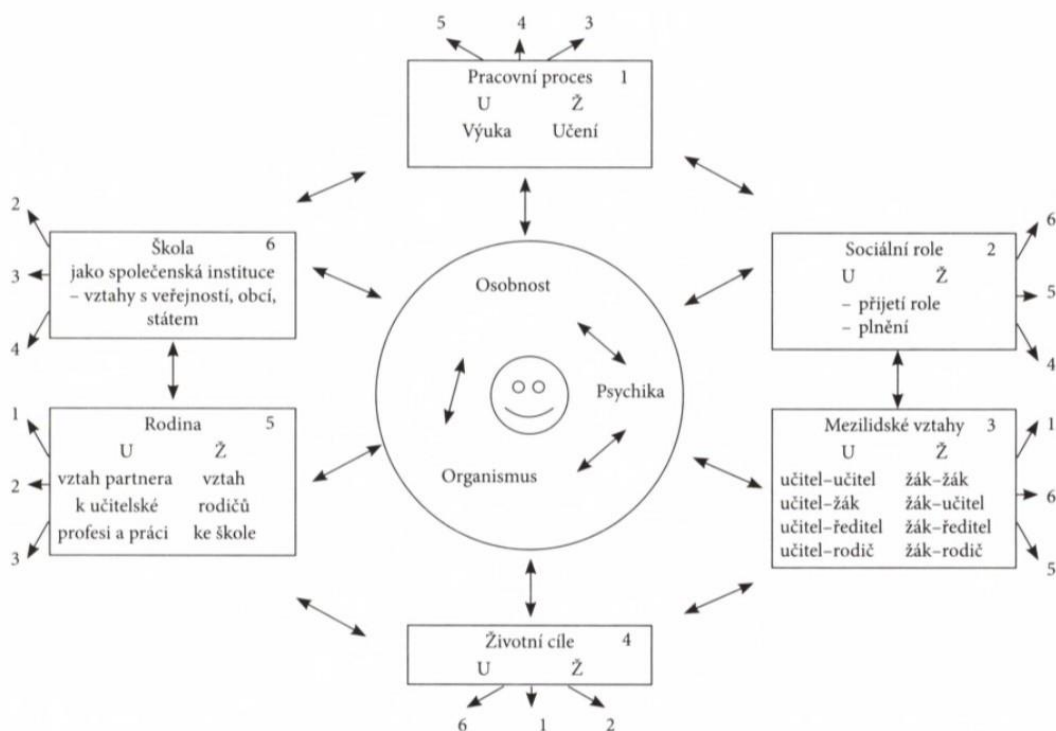 5 4 3
Pracovní proces 1
U Ž
Výuka Učení
2
3
4
Škola 6
jako společenská instituce
– vztahy s veřejností, obcí,
státem
Osobnost
Psychika
Organismus
Sociální role 2
U Ž
– přijetí role
– plnění
6
5
4
1
2
3
Rodina 5
U Ž
vztah partnera vztah
k učitelské rodičů
profesi a práci ke škole
Mezilidské vztahy 3
U Ž
učitel–učitel žák–žák
učitel–žák žák–učitel
učitel–ředitel žák–ředitel
učitel–rodič žák–rodič
1
6
5
Životní cíle 4
U Ž
6 1 2